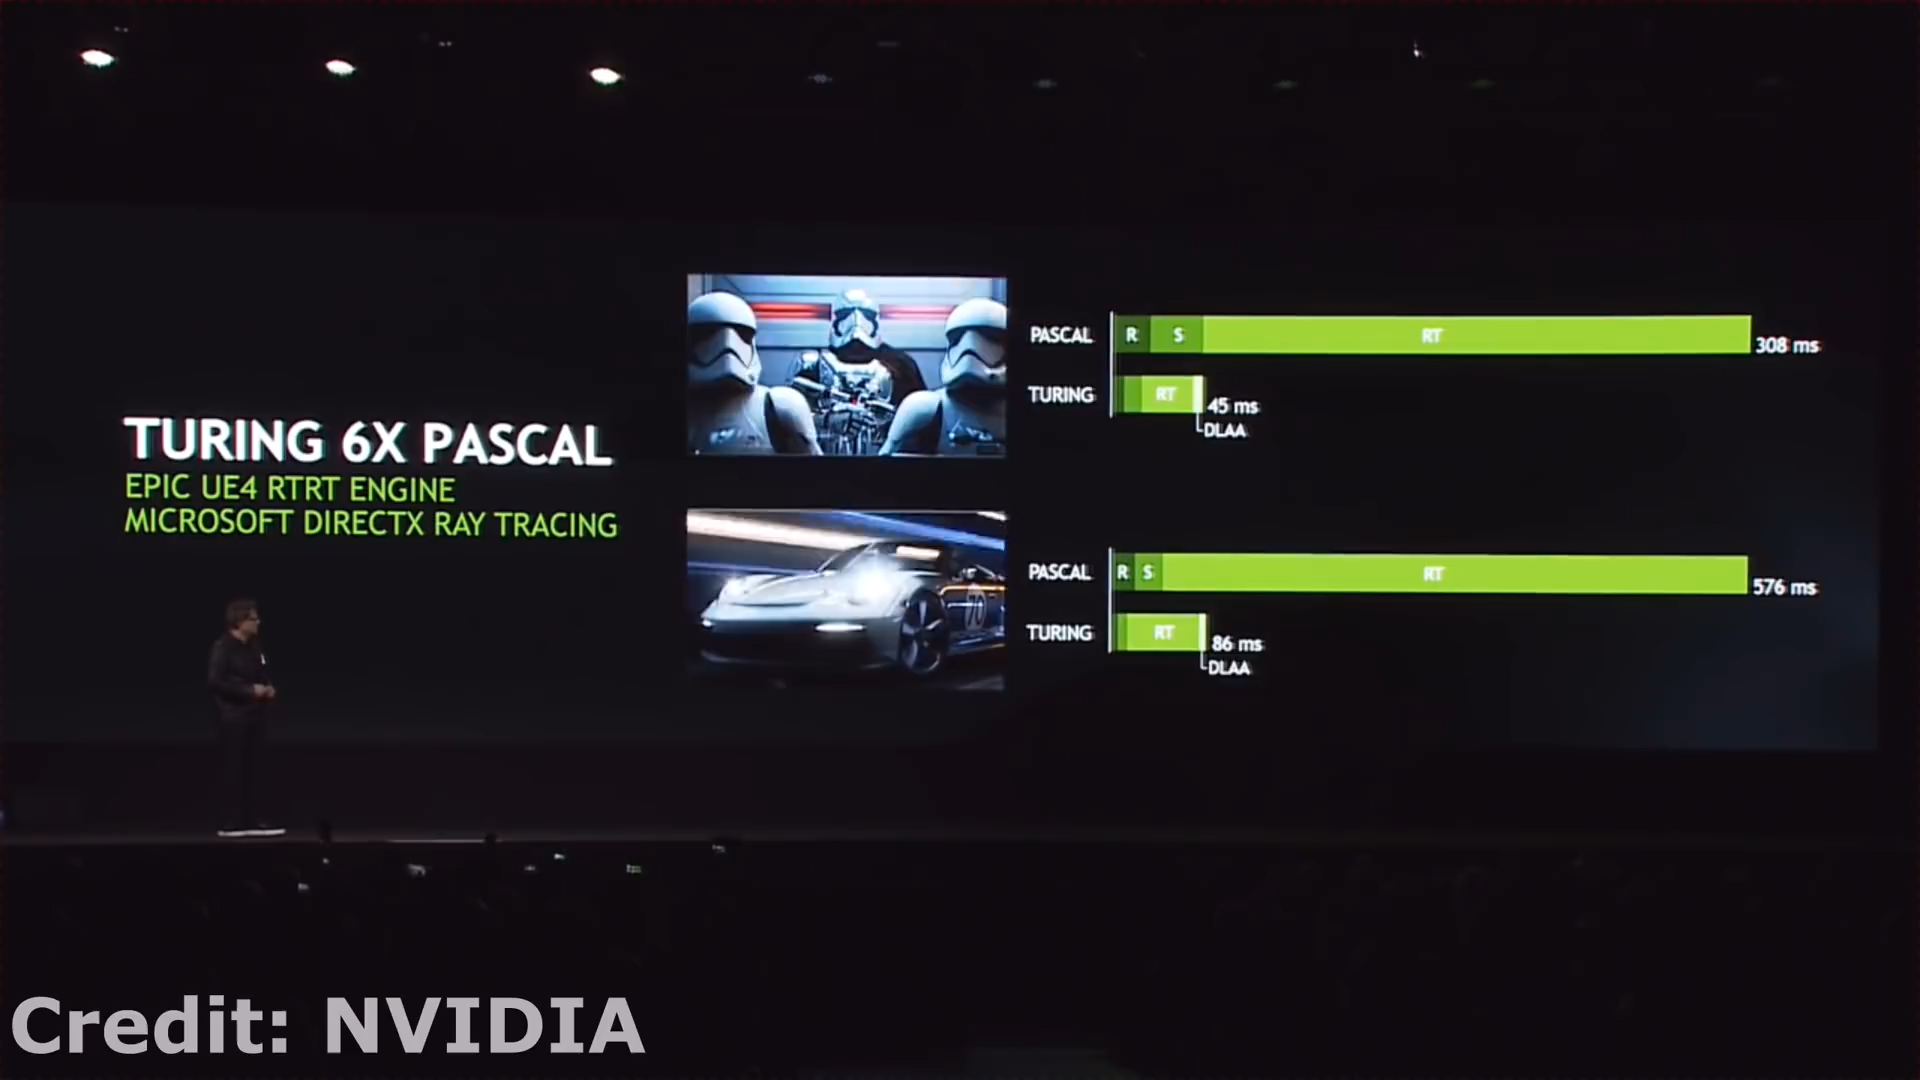 TURING 6X PASCAL
EPIC UE4 RTRT ENGINE
MICROSOFT DIRECTX RAY TRACING
PASCAL R S RT 308 ms
TURING RT 45 ms
DLAA
PASCAL R S RT 576 ms
TURING RT 86 ms
DLAA
Credit: NVIDIA